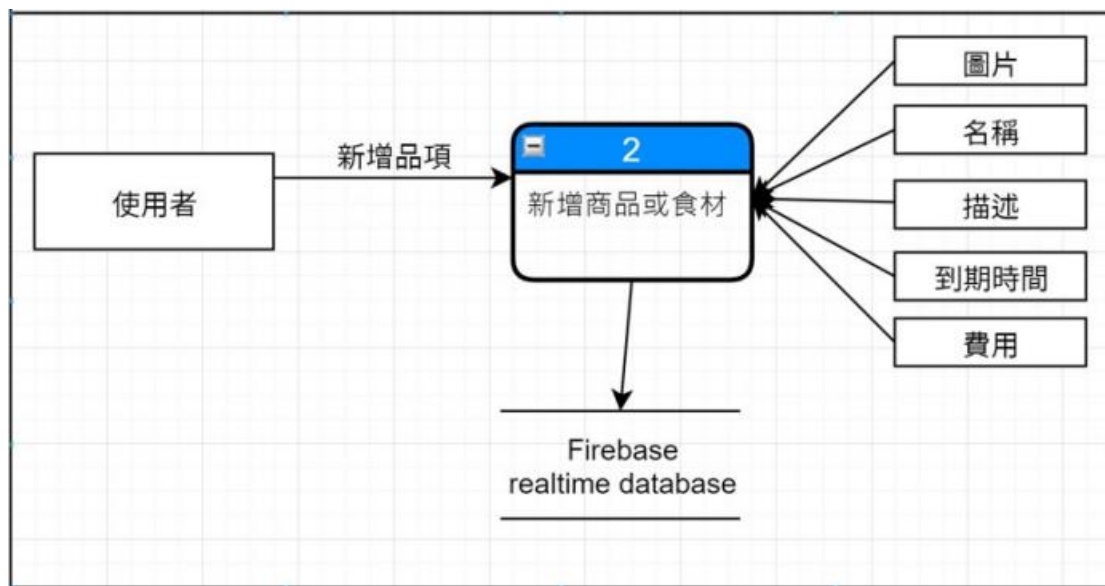 使用者
新增品項
2
新增商品或食材
圖片
名稱
描述
到期時間
費用
Firebase
realtime database